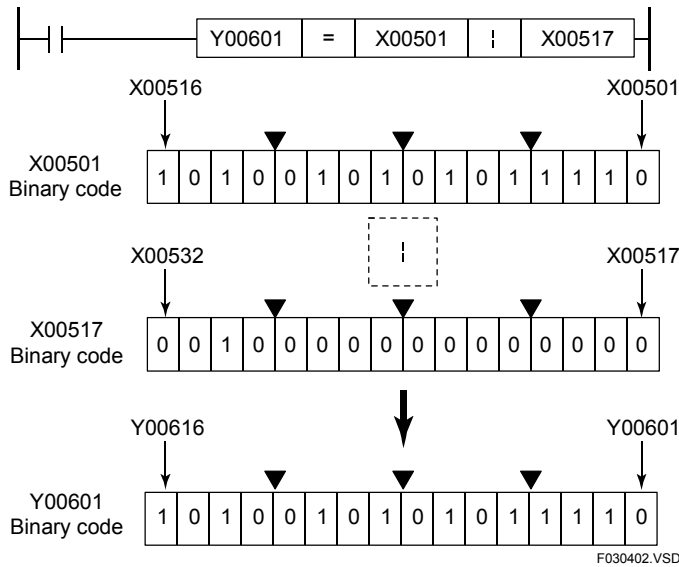 Y00601 = X00501 ¦ X00517
X00516 X00501
X00501
Binary code
1 0 1 0 0 1 0 1 0 1 0 1 1 1 1 0
¦
X00532 X00517
X00517
Binary code
0 0 1 0 0 0 0 0 0 0 0 0 0 0 0 0
Y00616 Y00601
Y00601
Binary code
1 0 1 0 0 1 0 1 0 1 0 1 1 1 1 0
F030402.VSD